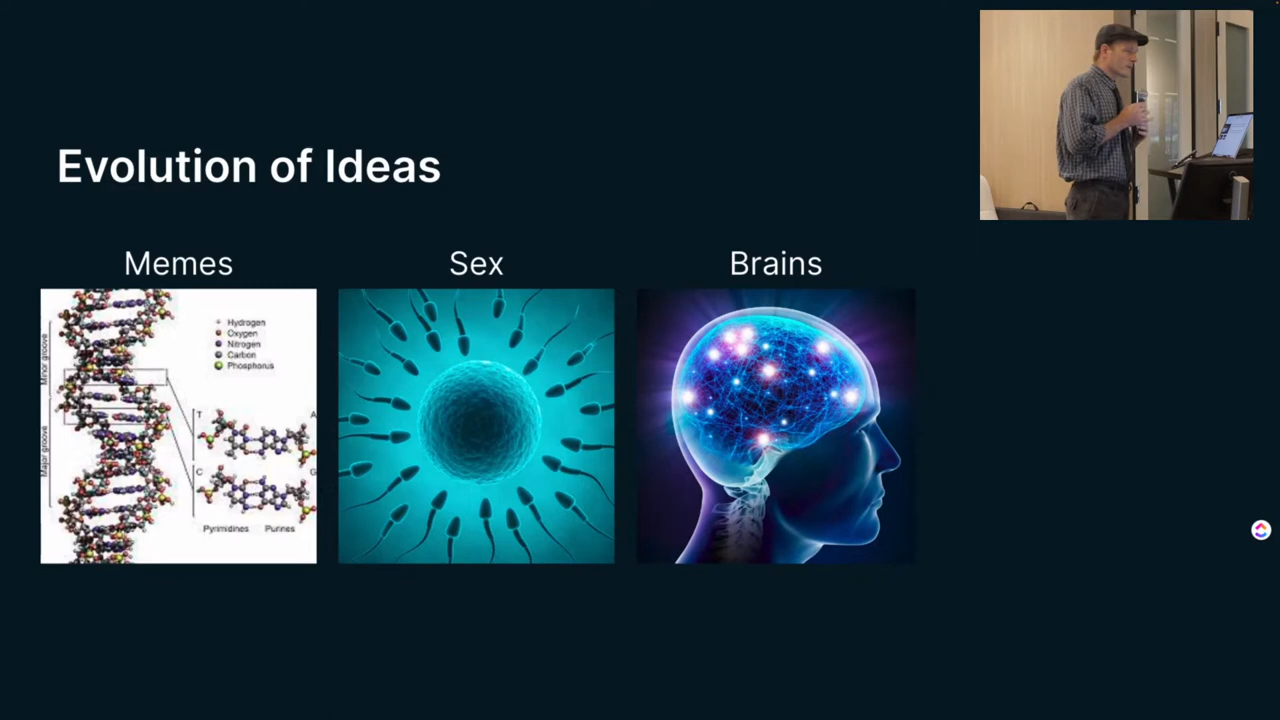 Evolution of Ideas
Memes
Sex
Brains
Minor groove
Major groove
Hydrogen
Oxygen
Nitrogen
Carbon
Phosphorus
T
A
C
G
Pyrimidines
Purines